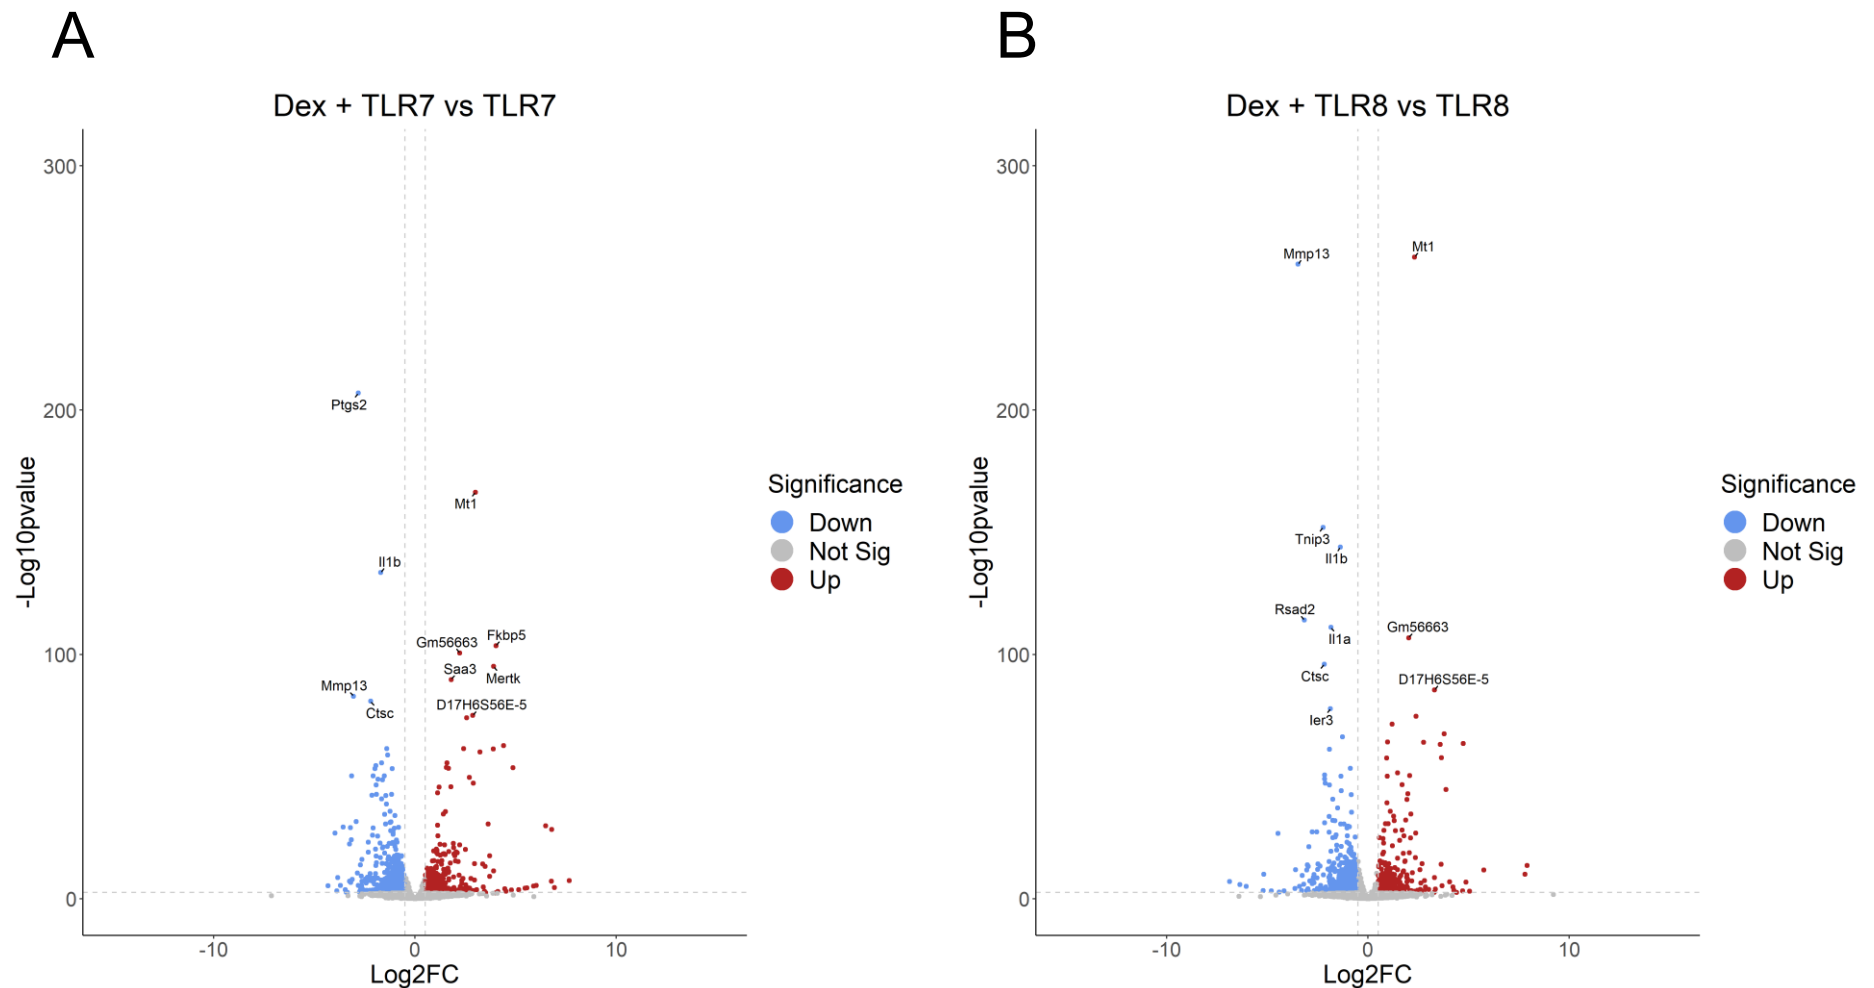 A
Dex + TLR7 vs TLR7
300
200
100
0
-10
0
10
-Log10pvalue
Log2FC
Ptgs2
Mt1
Il1b
Fkbp5
Gm56663
Saa3
Mertk
Mmp13
Ctsc
D17H6S56E-5
Significance
Down
Not Sig
Up
B
Dex + TLR8 vs TLR8
300
200
100
0
-10
0
10
-Log10pvalue
Log2FC
Mt1
Mmp13
Tnip3
Il1b
Rsad2
Il1a
Gm56663
Ctsc
D17H6S56E-5
Ier3
Significance
Down
Not Sig
Up